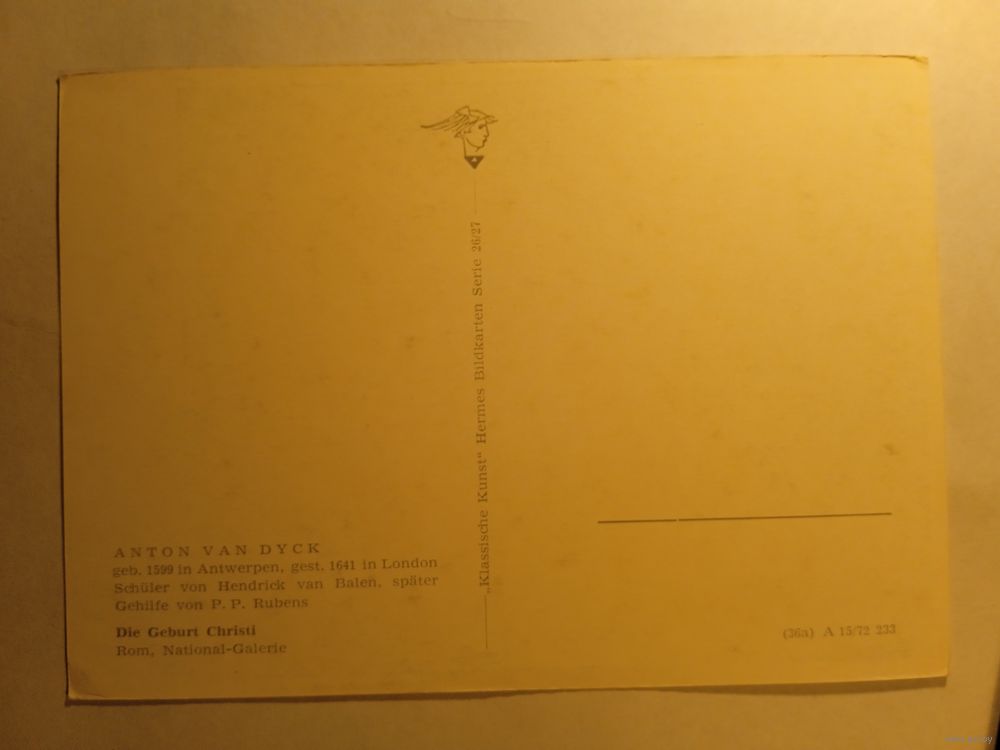 ANTON VAN DYCK
geb. 1599 in Antwerpen, gest. 1641 in London
Schüler von Hendrick van Balen, später
Gehilfe von P. P. Rubens
Die Geburt Christi
Rom, National-Galerie
„Klassische Kunst“ Hermes Bildkarten Serie 26/27
(36a) A 15/72 233